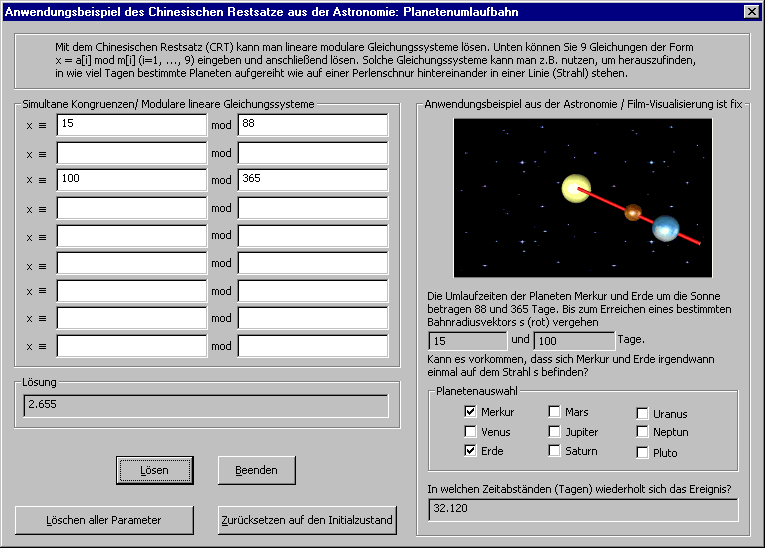 Anwendungsbeispiel des Chinesischen Restsatze aus der Astronomie: Planetenumlaufbahn
Mit dem Chinesischen Restsatz (CRT) kann man lineare modulare Gleichungssysteme lösen. Unten können Sie 9 Gleichungen der Form
x = a[i] mod m[i] (i=1, ..., 9) eingeben und anschließend lösen. Solche Gleichungssysteme kann man z.B. nutzen, um herauszufinden,
in wie viel Tagen bestimmte Planeten aufgereiht wie auf einer Perlenschnur hintereinander in einer Linie (Strahl) stehen.
Simultane Kongruenzen/ Modulare lineare Gleichungssysteme
x ≡ 15 mod 88
x ≡ mod
x ≡ 100 mod 365
x ≡ mod
x ≡ mod
x ≡ mod
x ≡ mod
x ≡ mod
x ≡ mod
Lösung
2.655
Lösen Beenden
Löschen aller Parameter Zurücksetzen auf den Initialzustand
Anwendungsbeispiel aus der Astronomie / Film-Visualisierung ist fix
Die Umlaufzeiten der Planeten Merkur und Erde um die Sonne
betragen 88 und 365 Tage. Bis zum Erreichen eines bestimmten
Bahnradiusvektors s (rot) vergehen
15 und 100 Tage.
Kann es vorkommen, dass sich Merkur und Erde irgendwann
einmal auf dem Strahl s befinden?
Planetenauswahl
Merkur Mars Uranus
Venus Jupiter Neptun
Erde Saturn Pluto
In welchen Zeitabständen (Tagen) wiederholt sich das Ereignis?
32.120